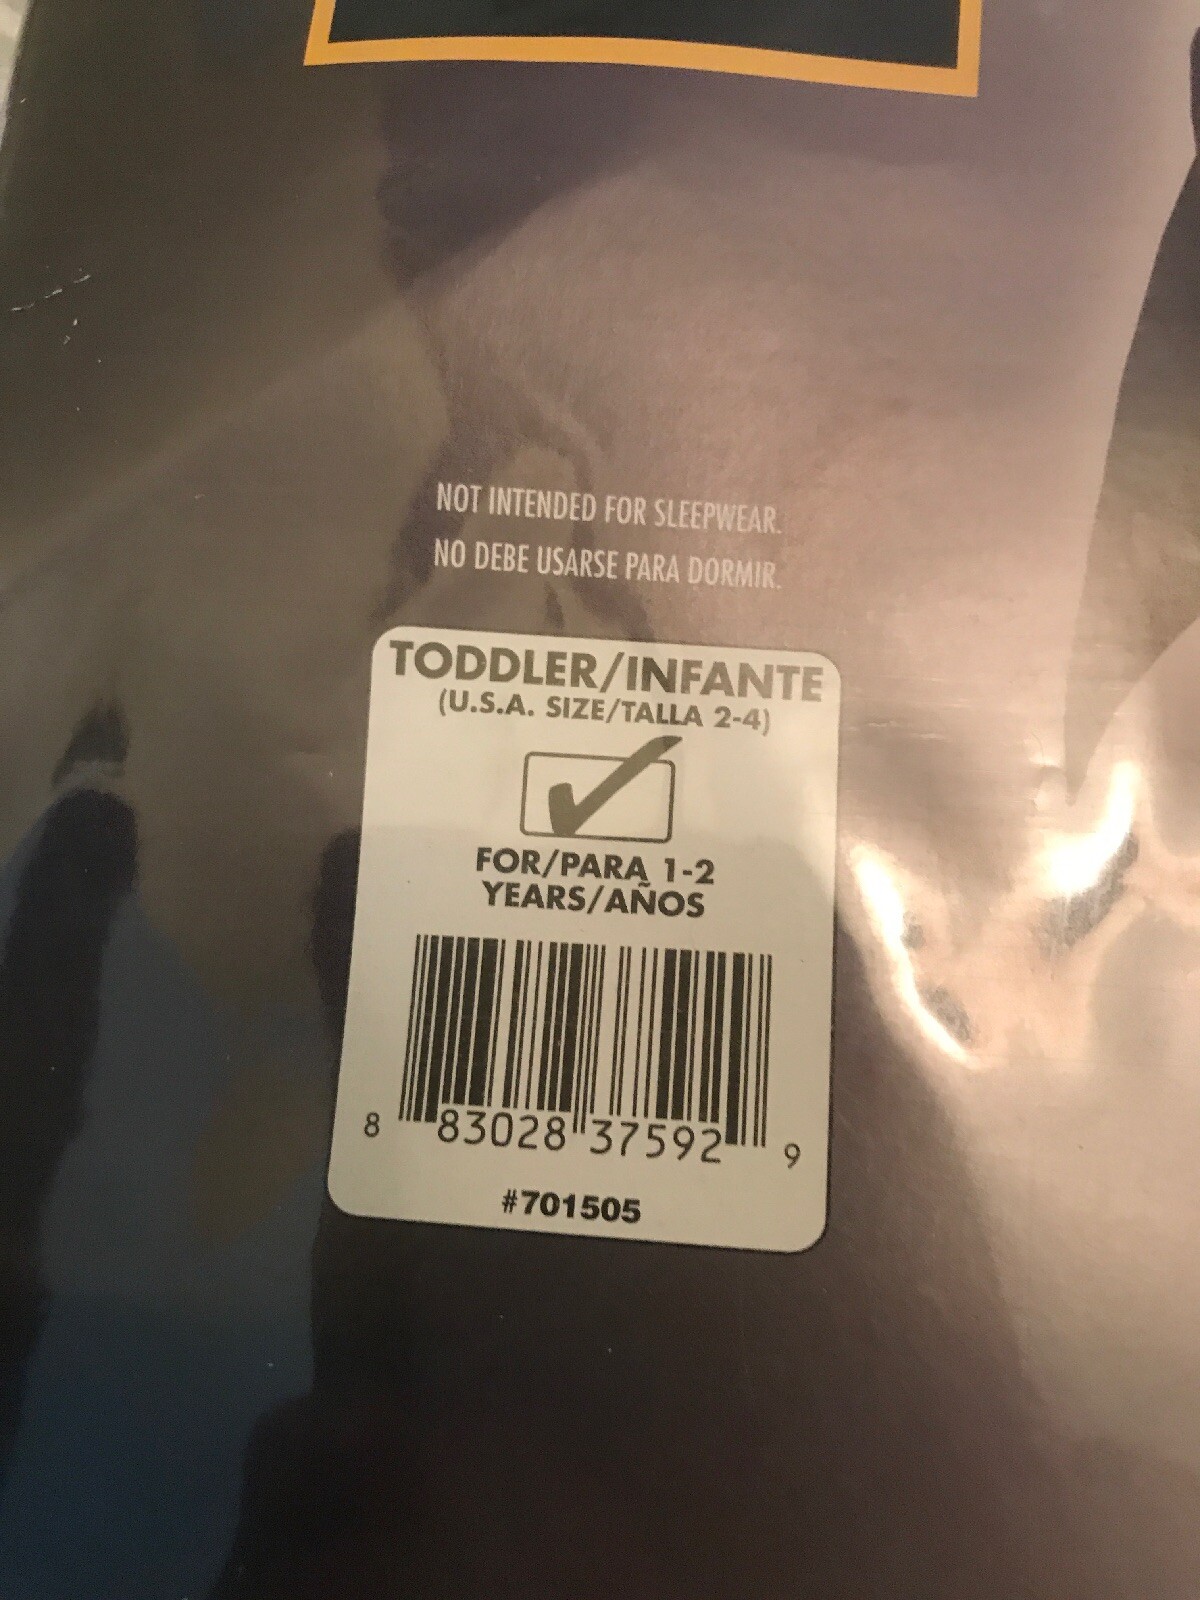 NOT INTENDED FOR SLEEPWEAR.
NO DEBE USARSE PARA DORMIR.
TODDLER/INFANTE
(U.S.A. SIZE/TALLA 2-4)
FOR/PARA 1-2
YEARS/AÑOS
8 83028 37592 9
#701505